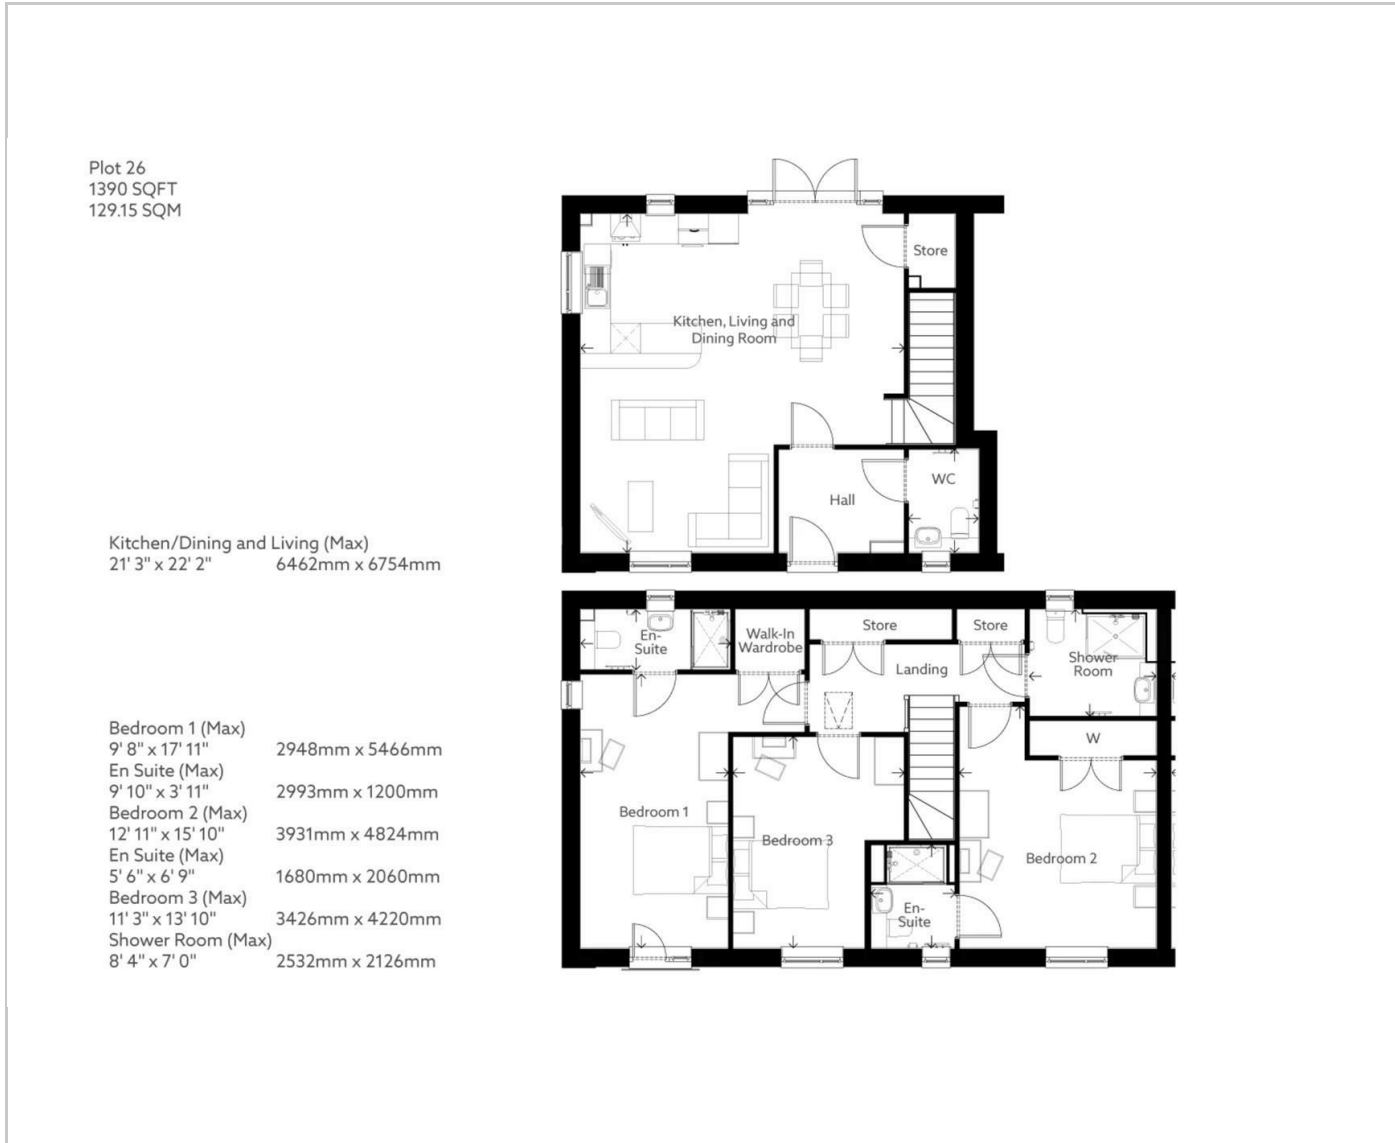 Plot 26
1390 SQFT
129.15 SQM
Kitchen/Dining and Living (Max)
21' 3" x 22' 2" 6462mm x 6754mm
Bedroom 1 (Max)
9' 8" x 17' 11" 2948mm x 5466mm
En Suite (Max)
9' 10" x 3' 11" 2993mm x 1200mm
Bedroom 2 (Max)
12' 11" x 15' 10" 3931mm x 4824mm
En Suite (Max)
5' 6" x 6' 9" 1680mm x 2060mm
Bedroom 3 (Max)
11' 3" x 13' 10" 3426mm x 4220mm
Shower Room (Max)
8' 4" x 7' 0" 2532mm x 2126mm
Store
Kitchen, Living and
Dining Room
WC
Hall
En-
Suite
Walk-In
Wardrobe
Store
Store
Landing
Shower
Room
W
Bedroom 1
Bedroom 3
Bedroom 2
En-
Suite